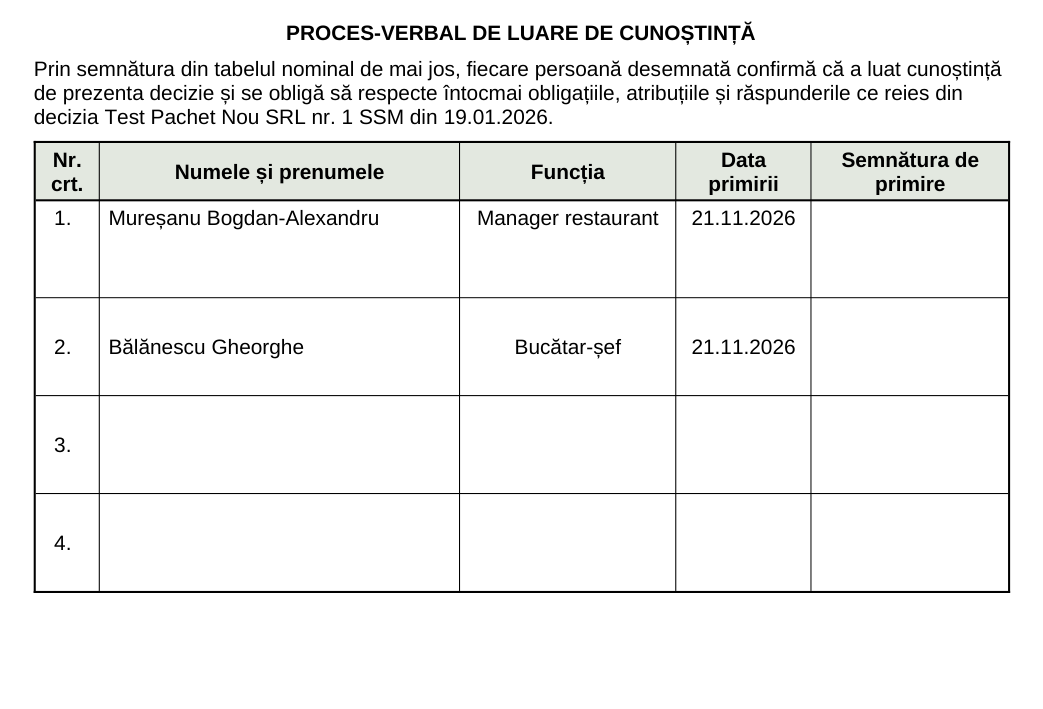 PROCES-VERBAL DE LUARE DE CUNOȘTINȚĂ
Prin semnătura din tabelul nominal de mai jos, fiecare persoană desemnată confirmă că a luat cunoștință
de prezenta decizie și se obligă să respecte întocmai obligațiile, atribuțiile și răspunderile ce reies din
decizia Test Pachet Nou SRL nr. 1 SSM din 19.01.2026.
Nr. crt. Numele și prenumele Funcția Data primirii Semnătura de primire
1. Mureșanu Bogdan-Alexandru Manager restaurant 21.11.2026
2. Bălănescu Gheorghe Bucătar-șef 21.11.2026
3.
4.